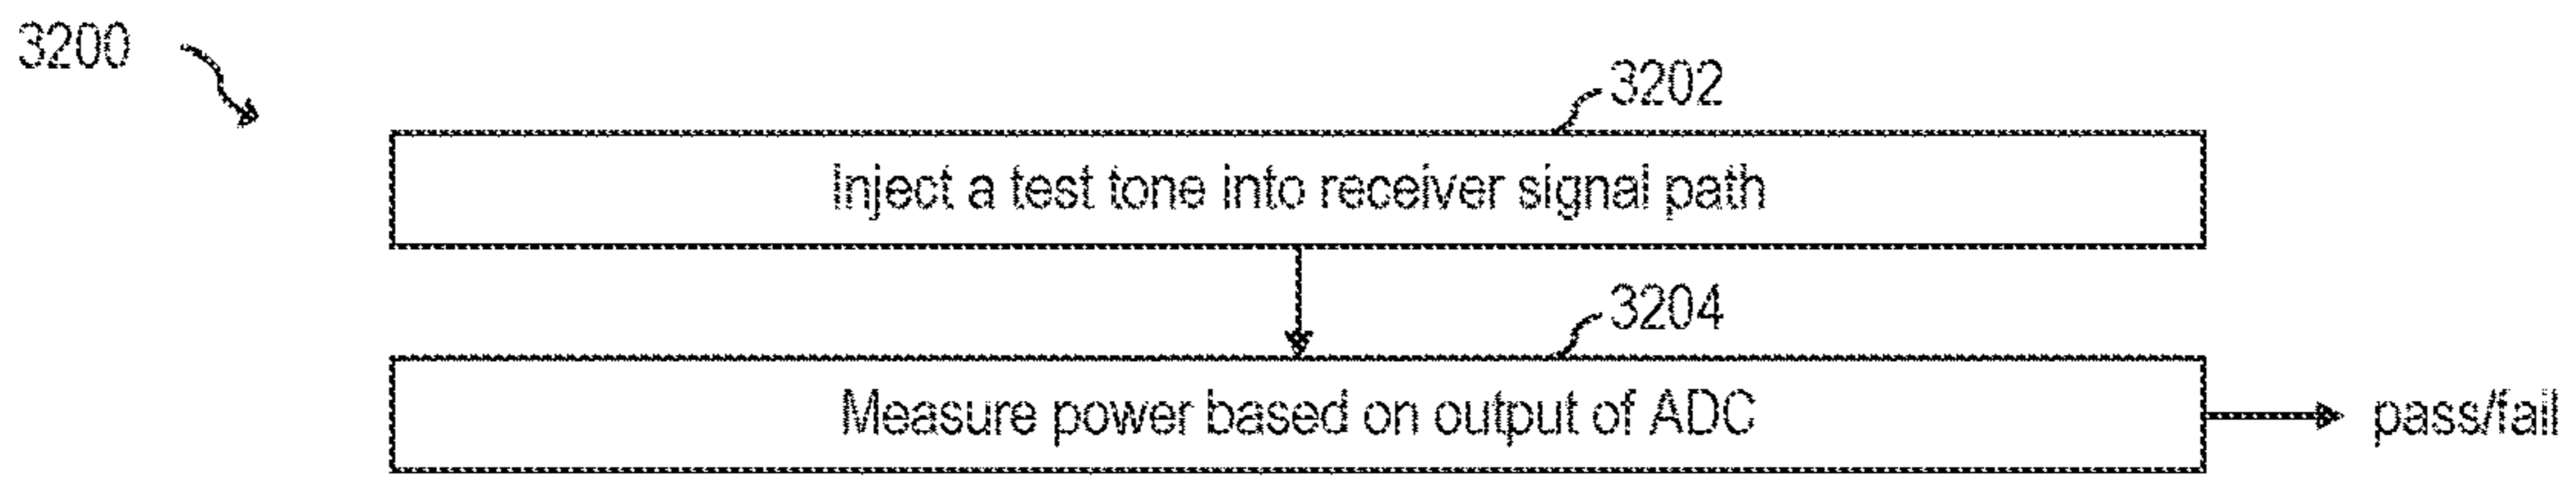 3200
3202
Inject a test tone into receiver signal path
3204
Measure power based on output of ADC
pass/fail